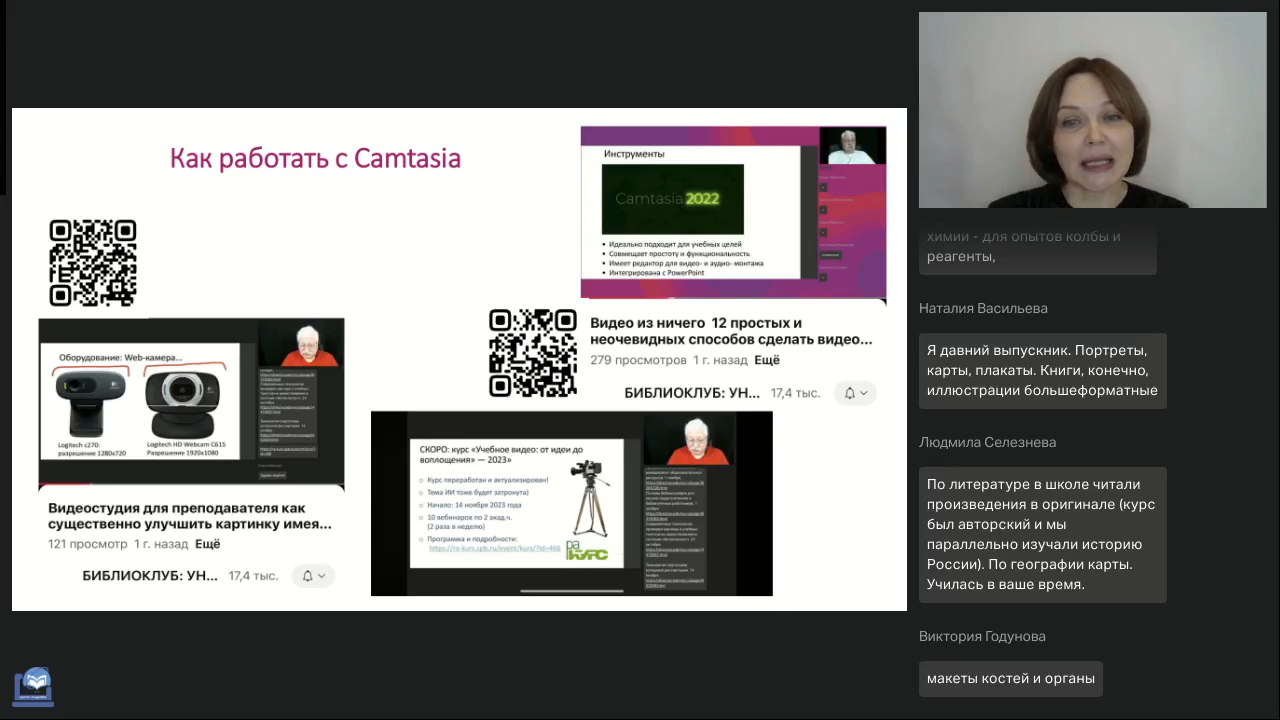 Как работать с Camtasia
Инструменты
Camtasia 2022
• Идеально подходит для учебных целей
• Совмещает простоту и функциональность
• Имеет редактор для видео- и аудио- монтажа
• Интегрирована с PowerPoint
Видео из ничего 12 простых и
неочевидных способов сделать видео...
279 просмотров 1 г. назад Ещё
БИБЛИОКЛУБ: УН... 17,4 тыс.
Оборудование: Web-камера...
Logitech c270:
разрешение 1280x720
Logitech HD Webcam C615
Разрешение 1920x1080
Видеостудия для преподавателя как
существенно улучшить картинку имея...
121 просмотр 1 г. назад Ещё
БИБЛИОКЛУБ: УН... 17,4 тыс.
СКОРО: курс «Учебное видео: от идеи до
воплощения» — 2023»
Курс переработан и актуализирован!
Тема ИИ тоже будет затронута)
Начало: 14 ноября 2023 года
10 вебинаров по 2 акад.ч.
(2 раза в неделю)
Программа и подробности:
https://ra-kurs.spb.ru/event/kurs/?id=466
ра
КУРС
химии - для опытов колбы и
реагенты,
Наталия Васильева
Я давний выпускник. Портреты,
карты, плакаты. Книги, конечно,
иллюстрации большеформатные
Людмила Селезнева
По литературе в школе читали
произведения в оригинале (курс
был авторский и мы
параллельно изучали историю
России). По географии карты.
Училась в ваше время.
Виктория Годунова
макеты костей и органы